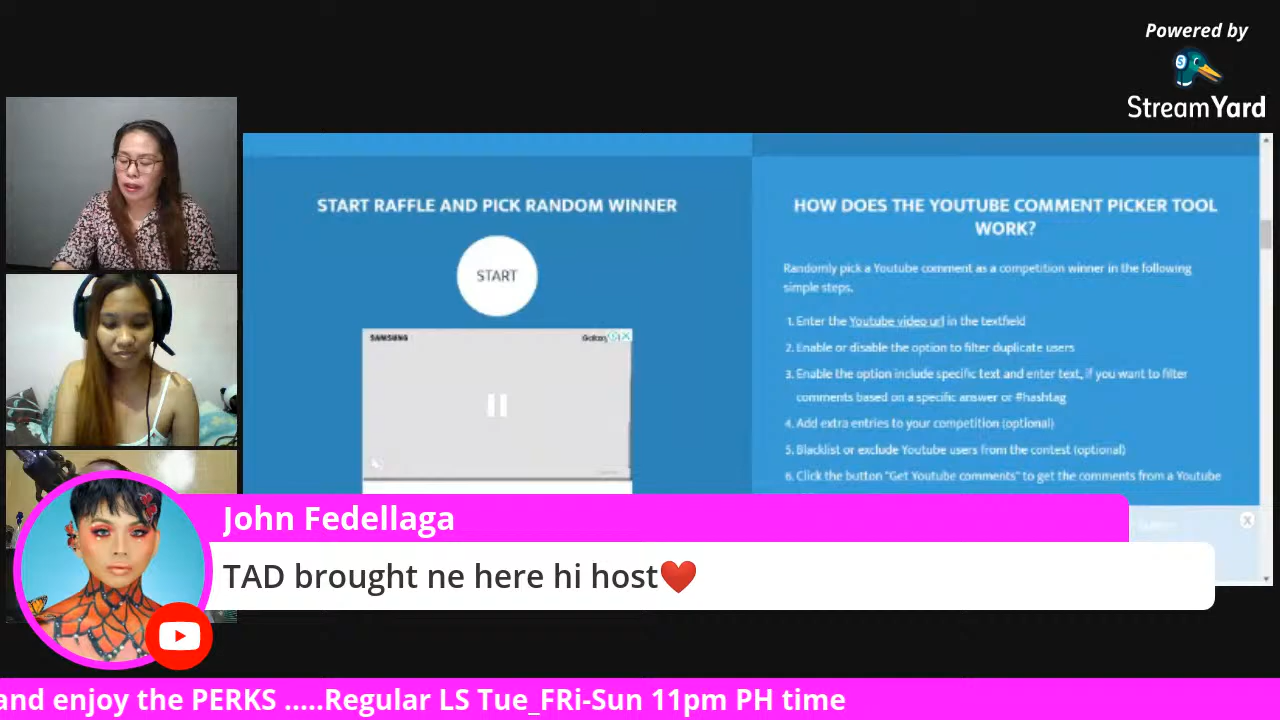 Powered by
StreamYard
START RAFFLE AND PICK RANDOM WINNER
START
SAMSUNG
Galaxy
HOW DOES THE YOUTUBE COMMENT PICKER TOOL
WORK?
Randomly pick a Youtube comment as a competition winner in the following
simple steps.
1. Enter the Youtube video url in the textfield
2. Enable or disable the option to filter duplicate users
3. Enable the option include specific text and enter text, if you want to filter
comments based on a specific answer or #hashtag
4. Add extra entries to your competition (optional)
5. Blacklist or exclude Youtube users from the contest (optional)
6. Click the button "Get Youtube comments" to get the comments from a Youtube
John Fedellaga
TAD brought ne here hi host❤️
and enjoy the PERKS .....Regular LS Tue_FRi-Sun 11pm PH time